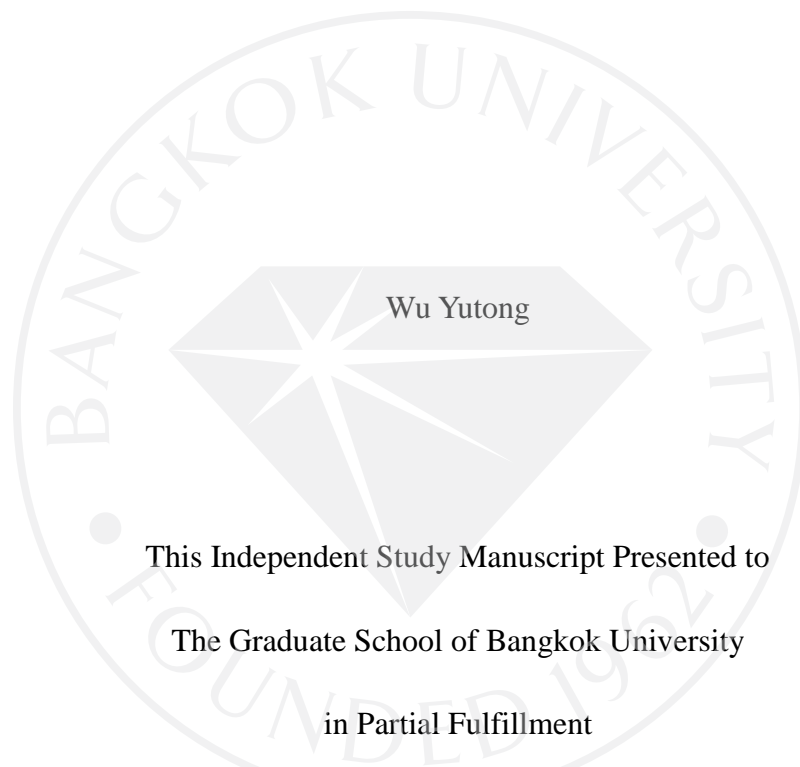 BANGKOK UNIVERSITY
Wu Yutong
This Independent Study Manuscript Presented to
The Graduate School of Bangkok University
in Partial Fulfillment
• FOUNDED 1962 •